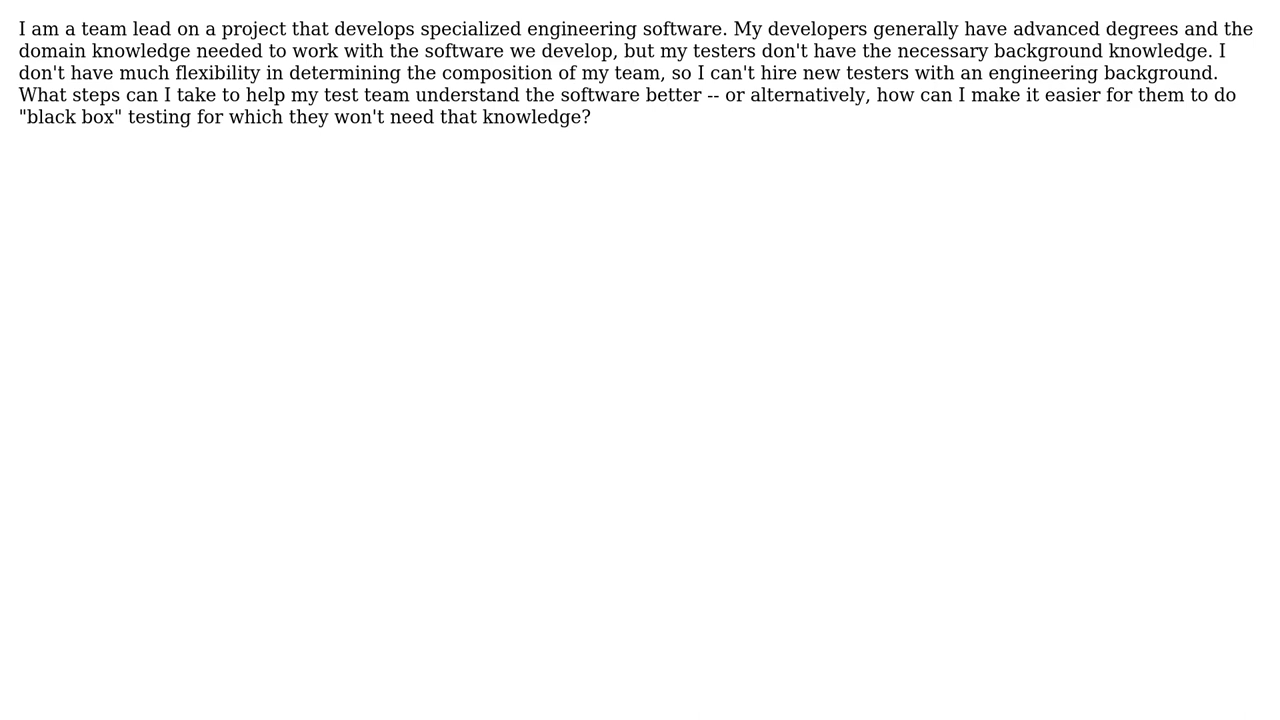 I am a team lead on a project that develops specialized engineering software. My developers generally have advanced degrees and the
domain knowledge needed to work with the software we develop, but my testers don't have the necessary background knowledge. I
don't have much flexibility in determining the composition of my team, so I can't hire new testers with an engineering background.
What steps can I take to help my test team understand the software better -- or alternatively, how can I make it easier for them to do
"black box" testing for which they won't need that knowledge?